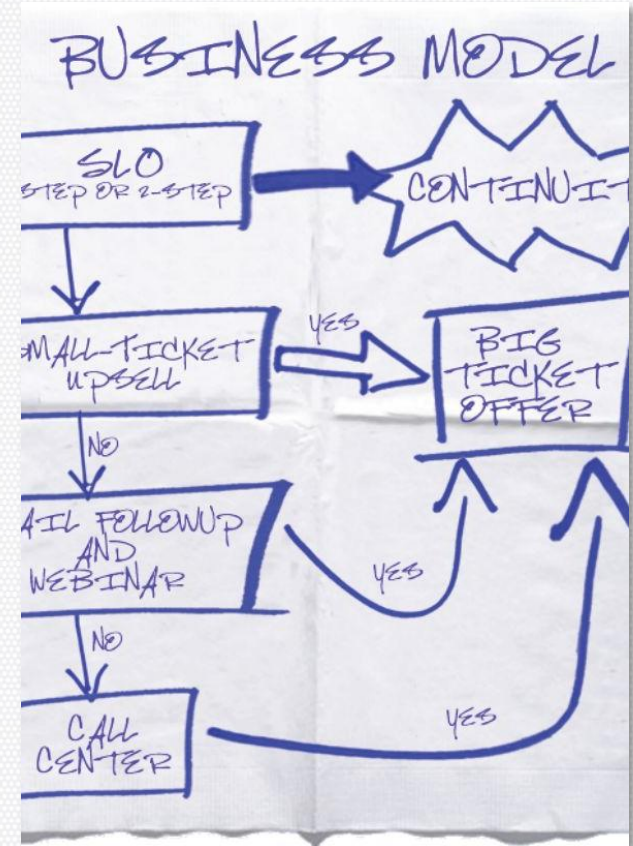 BUSINESS MODEL
SLO
STEP OR 2-STEP
CONTINUIT
MALL-TICKET
UPSELL
YES
BIG
TICKET
OFFER
NO
AIL FOLLOWUP
AND
WEBINAR
YES
NO
CALL
CENTER
YES